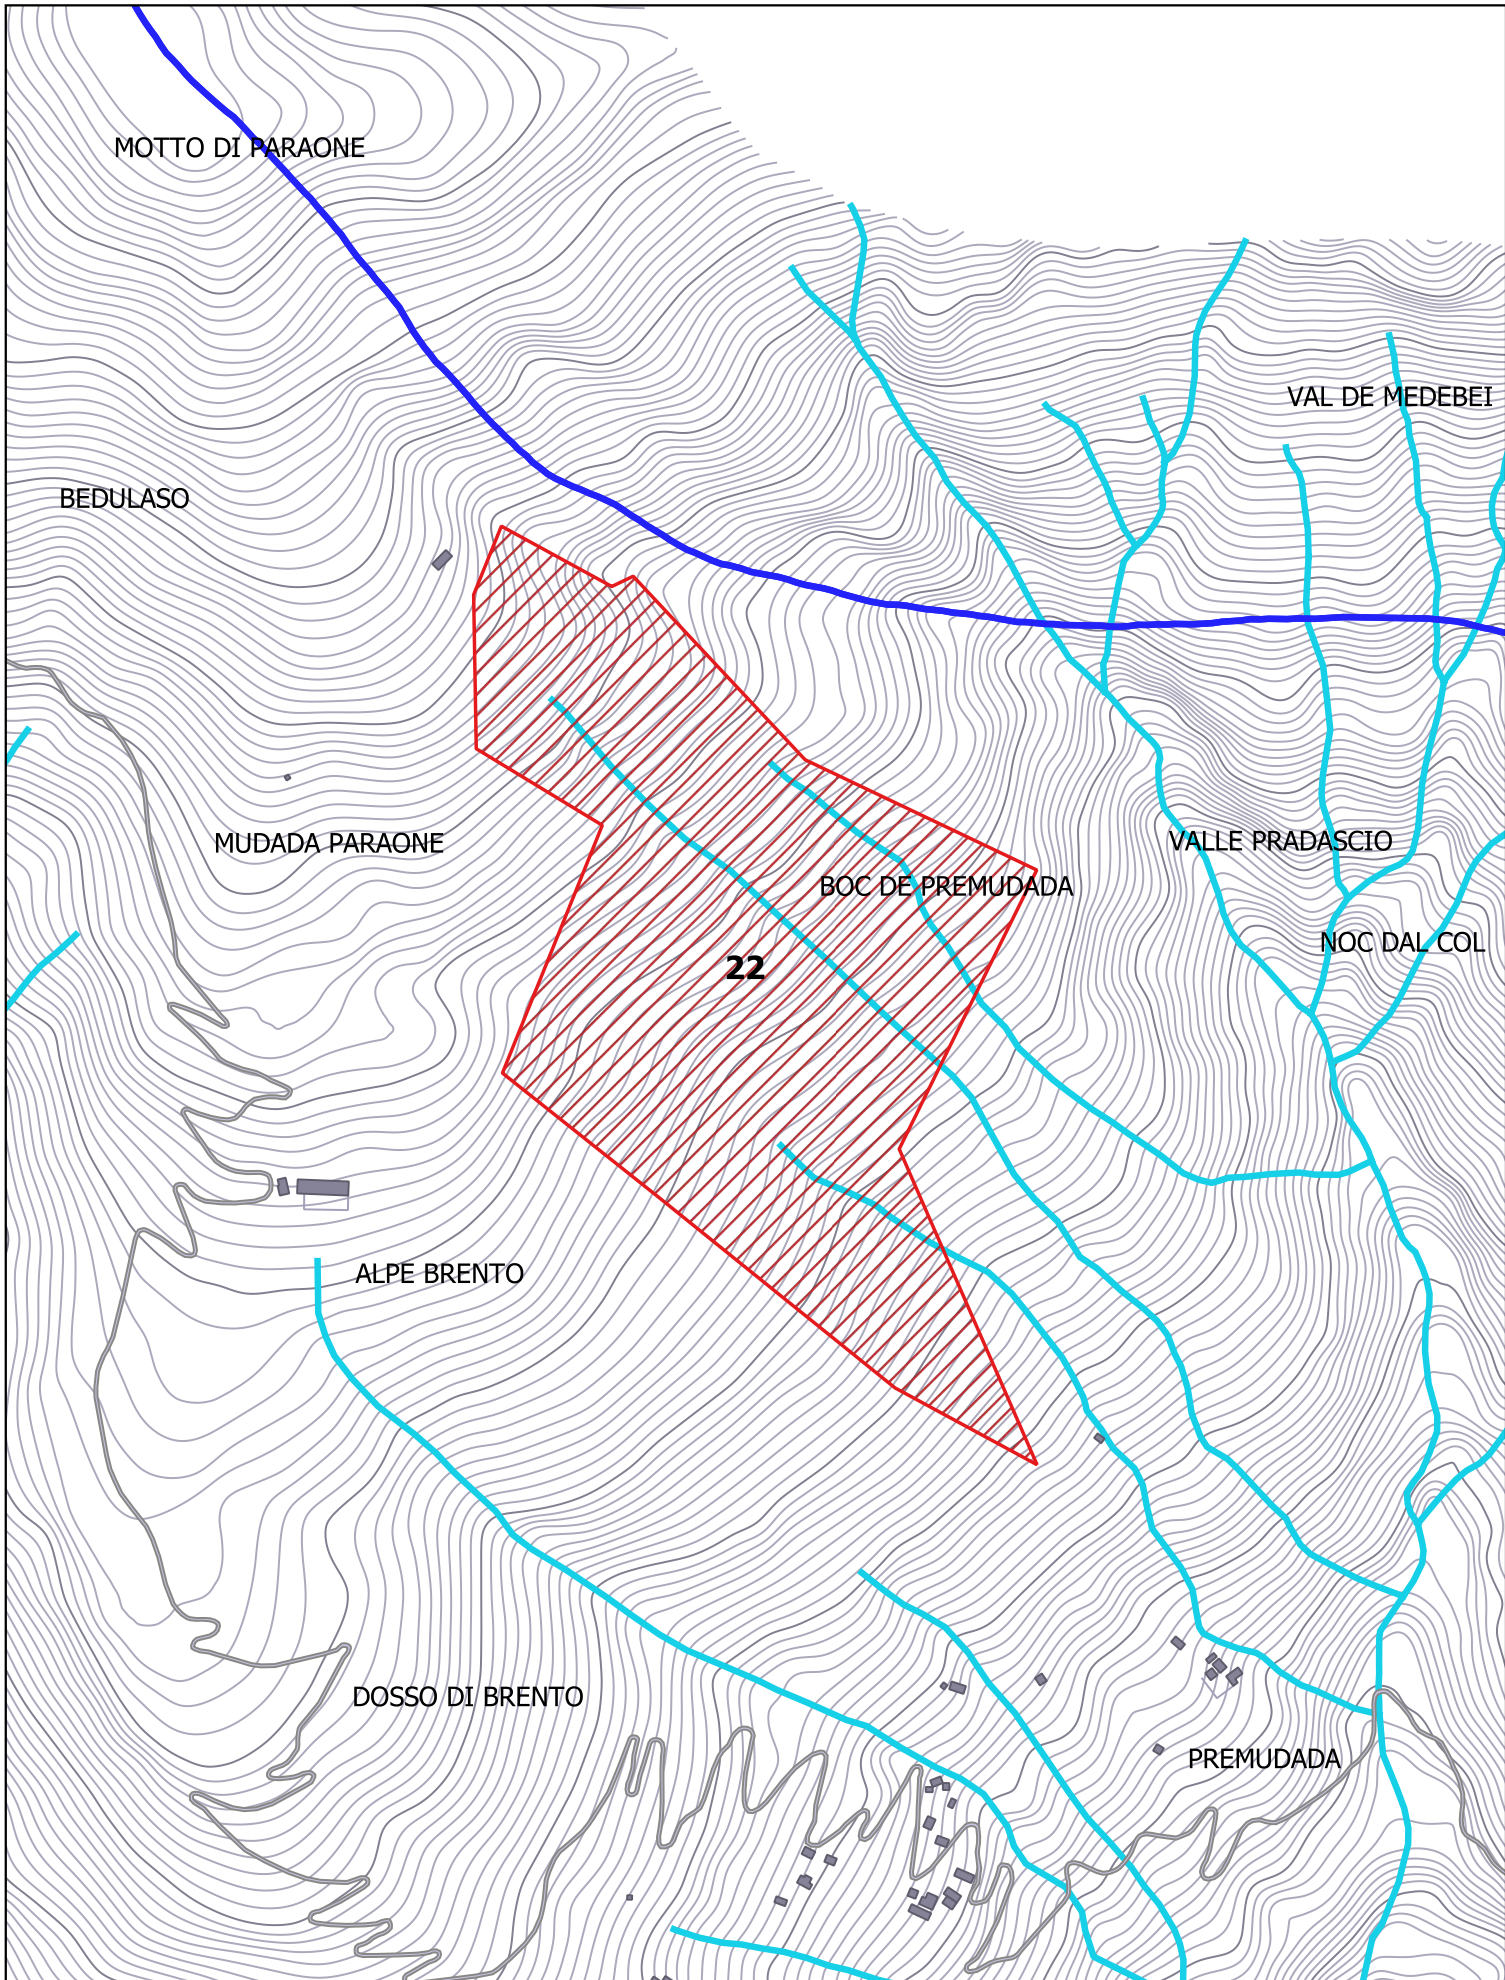 MOTTO DI PARAONE
VAL DE MEDEBEI
BEDULASO
MUDADA PARAONE
VALLE PRADASCIO
BOC DE PREMUDADA
NOC DAL COL
22
ALPE BRENTO
DOSSO DI BRENTO
PREMUDADA